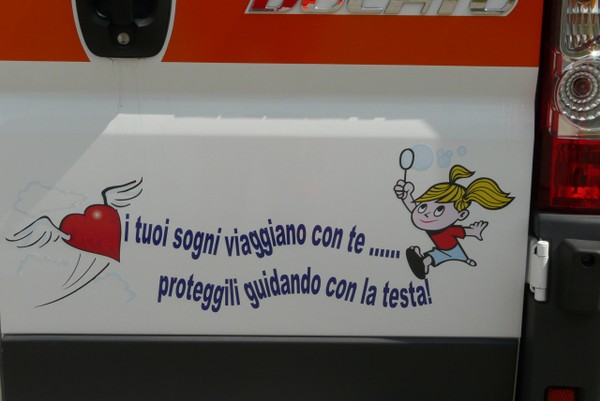 i tuoi sogni viaggiano con te ......
proteggili guidando con la testa!